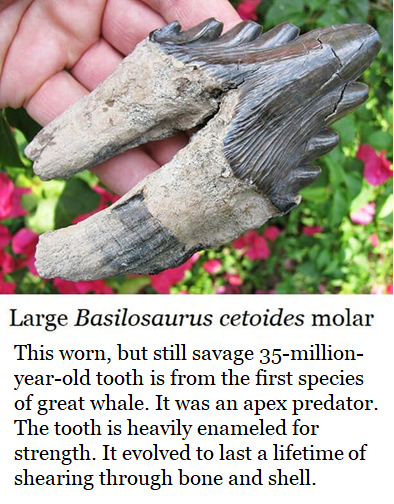 Large Basilosaurus cetoides molar
This worn, but still savage 35-million-
year-old tooth is from the first species
of great whale. It was an apex predator.
The tooth is heavily enameled for
strength. It evolved to last a lifetime of
shearing through bone and shell.